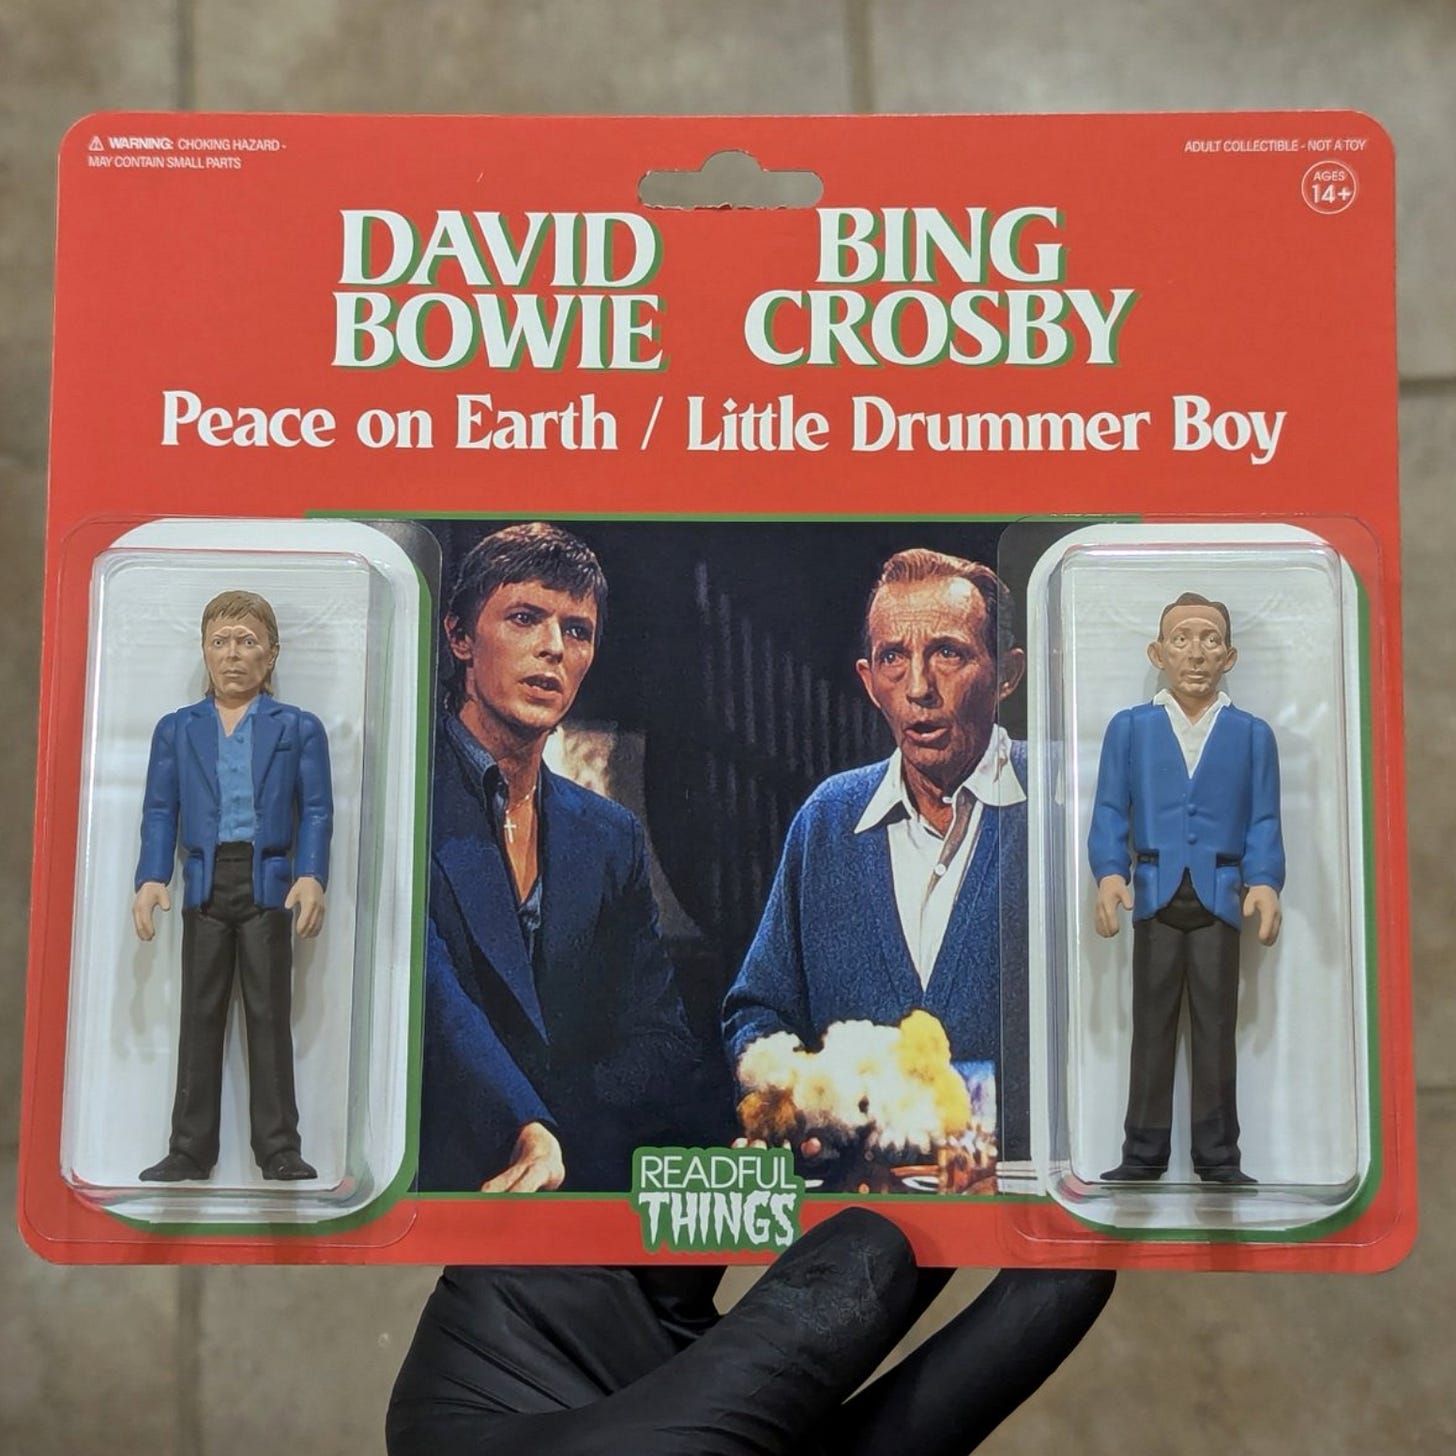 ⚠ WARNING: CHOKING HAZARD -
MAY CONTAIN SMALL PARTS
ADULT COLLECTIBLE - NOT A TOY
AGES
14+
DAVID
BOWIE
BING
CROSBY
Peace on Earth / Little Drummer Boy
READFUL
THINGS